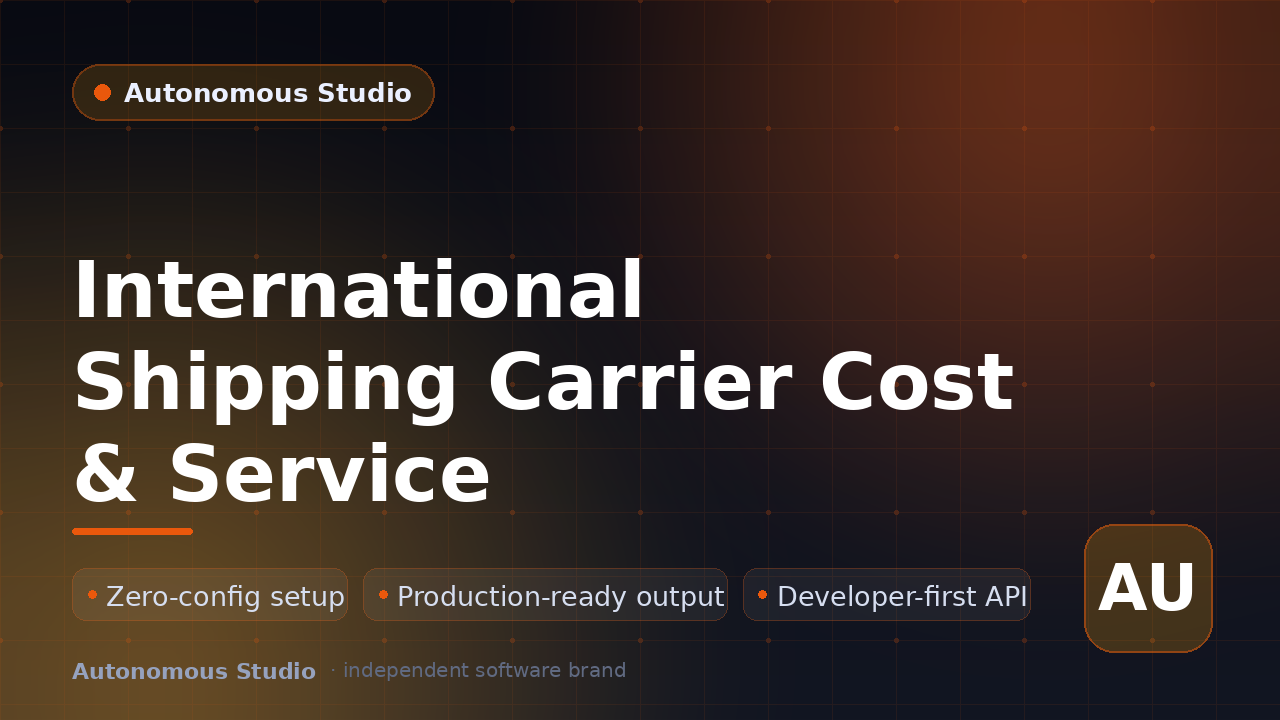 Autonomous Studio
International
Shipping Carrier Cost
& Service
Zero-config setup
Production-ready output
Developer-first API
AU
Autonomous Studio · independent software brand